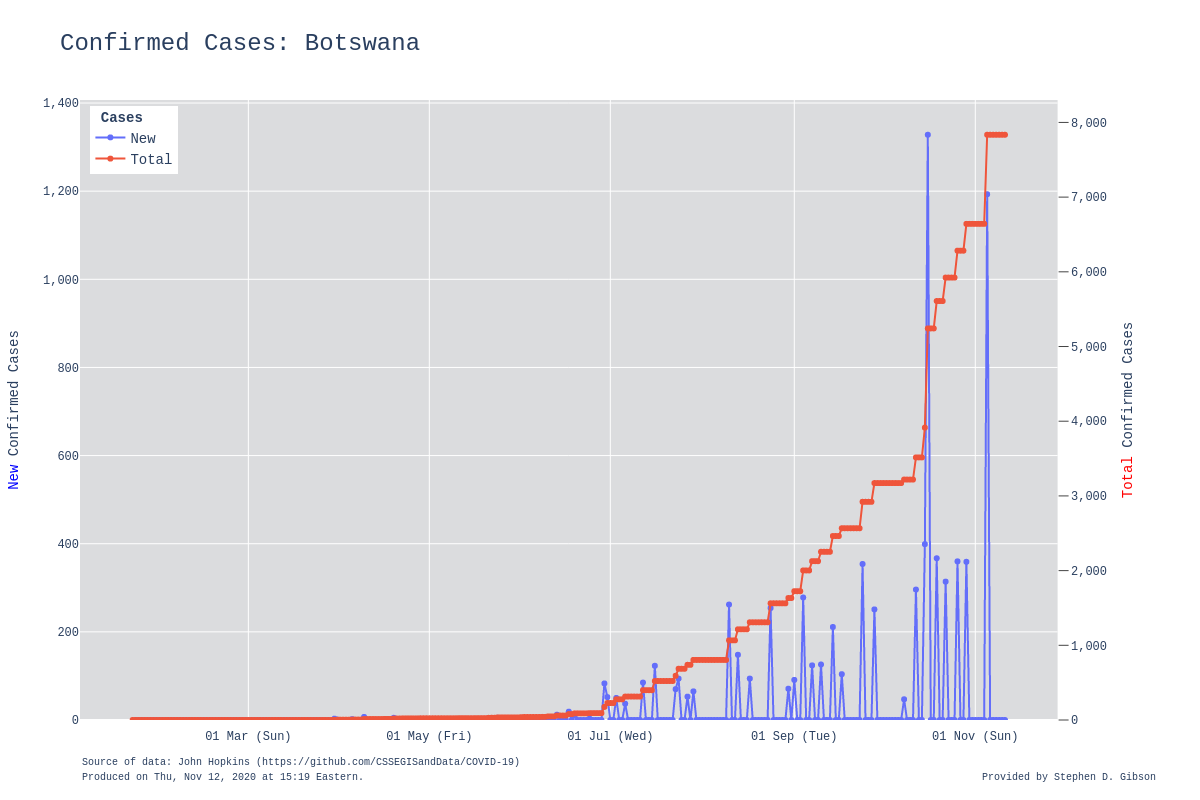 Confirmed Cases: Botswana
Cases
New
Total
1,400
1,200
1,000
800
600
400
200
0
New Confirmed Cases
8,000
7,000
6,000
5,000
4,000
3,000
2,000
1,000
0
Total Confirmed Cases
01 Mar (Sun)
01 May (Fri)
01 Jul (Wed)
01 Sep (Tue)
01 Nov (Sun)
Source of data: John Hopkins (https://github.com/CSSEGISandData/COVID-19)
Produced on Thu, Nov 12, 2020 at 15:19 Eastern.
Provided by Stephen D. Gibson